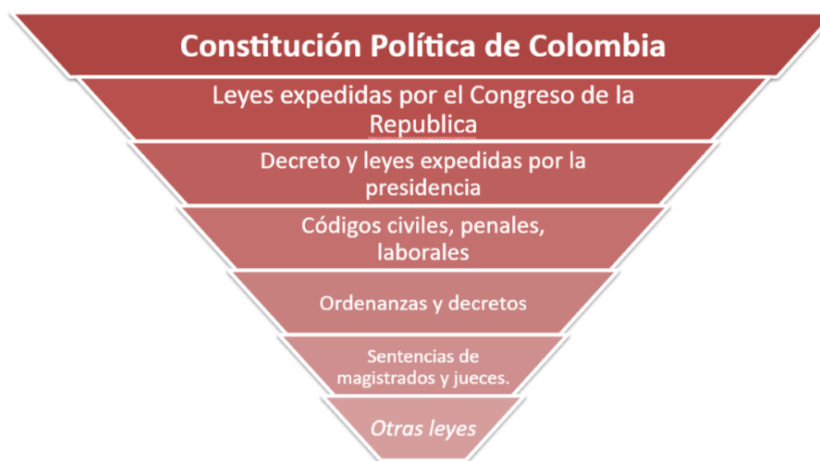 Constitución Política de Colombia
Leyes expedidas por el Congreso de la
Republica
Decreto y leyes expedidas por la
presidencia
Códigos civiles, penales,
laborales
Ordenanzas y decretos
Sentencias de
magistrados y jueces.
Otras leyes